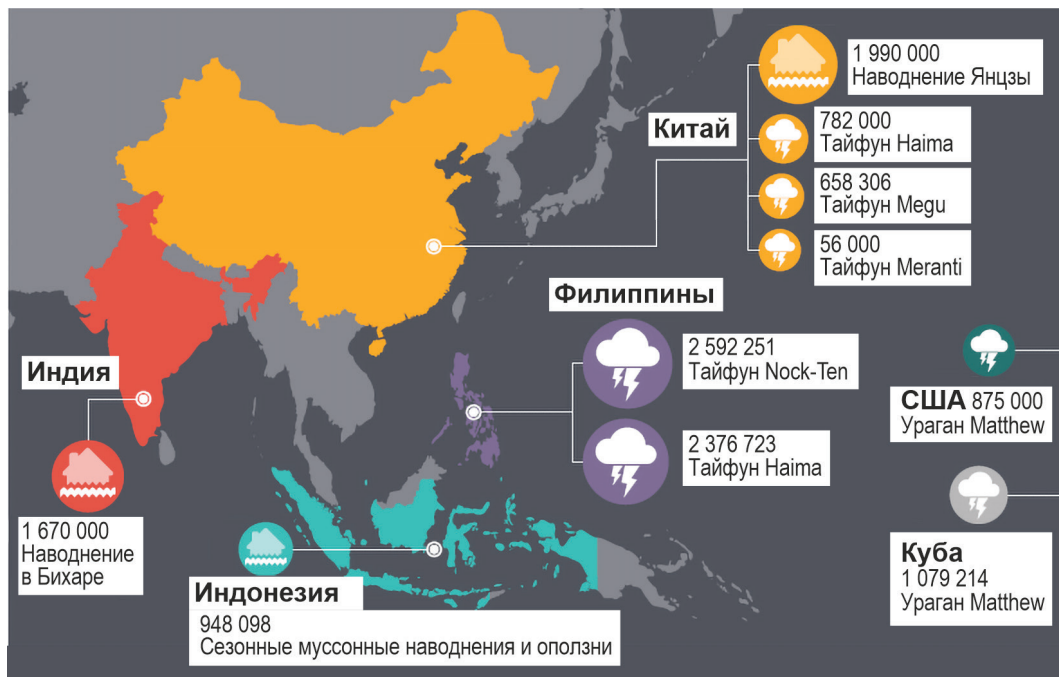 Китай
1 990 000
Наводнение Янцзы
782 000
Тайфун Haima
658 306
Тайфун Megu
56 000
Тайфун Meranti
Филиппины
2 592 251
Тайфун Nock-Ten
2 376 723
Тайфун Haima
Индия
1 670 000
Наводнение
в Бихаре
Индонезия
948 098
Сезонные муссонные наводнения и оползни
США 875 000
Ураган Matthew
Куба
1 079 214
Ураган Matthew